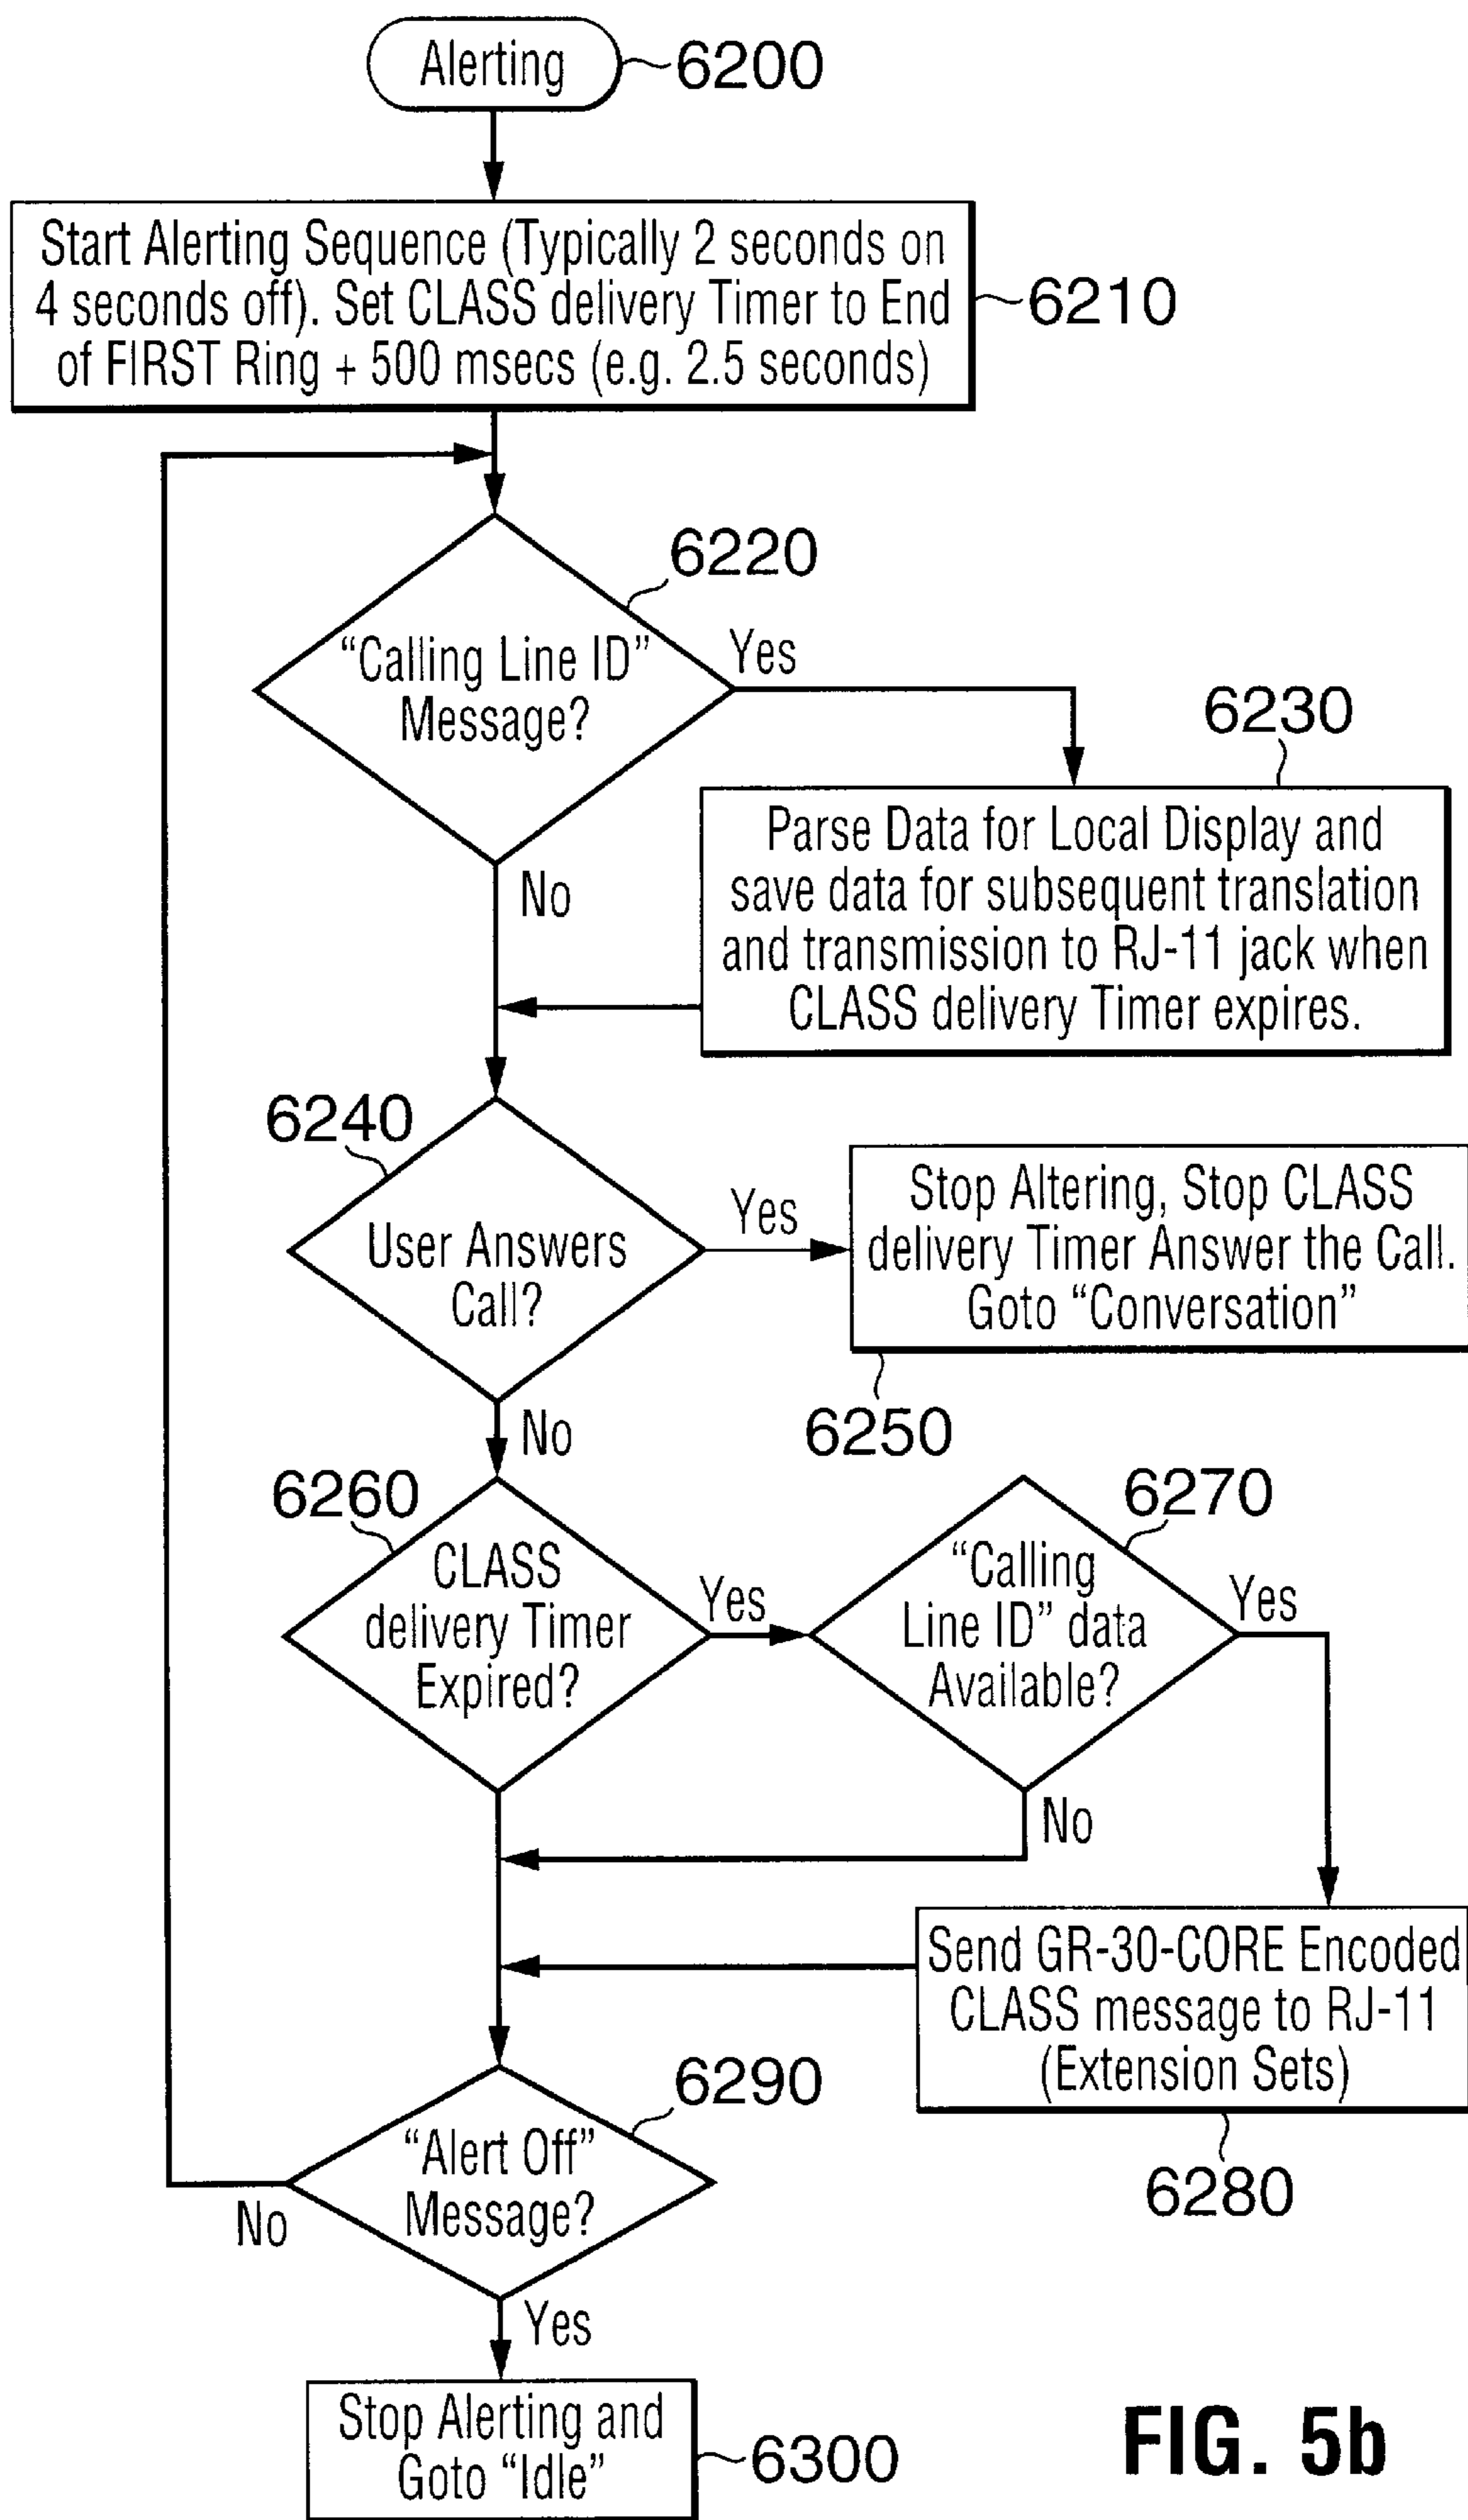 Alerting
6200
Start Alerting Sequence (Typically 2 seconds on
4 seconds off). Set CLASS delivery Timer to End
of FIRST Ring + 500 msecs (e.g. 2.5 seconds)
6210
6220
“Calling Line ID”
Message?
Yes
No
6230
Parse Data for Local Display and
save data for subsequent translation
and transmission to RJ-11 jack when
CLASS delivery Timer expires.
6240
User Answers
Call?
Yes
No
Stop Altering, Stop CLASS
delivery Timer Answer the Call.
Goto “Conversation”
6250
6260
CLASS
delivery Timer
Expired?
Yes
6270
“Calling
Line ID” data
Available?
Yes
No
Send GR-30-CORE Encoded
CLASS message to RJ-11
(Extension Sets)
6280
6290
“Alert Off”
Message?
No
Yes
Stop Alerting and
Goto “Idle”
6300
FIG. 5b